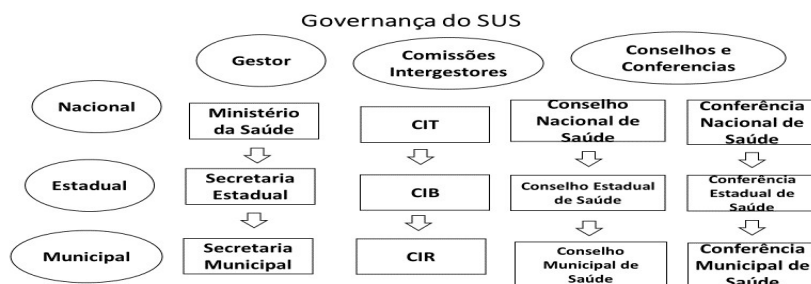 Governança do SUS
Gestor
Comissões
Intergestores
Conselhos e
Conferencias
Nacional
Ministério
da Saúde
CIT
Conselho
Nacional de
Saúde
Conferência
Nacional de
Saúde
Estadual
Secretaria
Estadual
CIB
Conselho Estadual
de Saúde
Conferência
Estadual de
Saúde
Municipal
Secretaria
Municipal
CIR
Conselho
Municipal de
Saúde
Conferência
Municipal de
Saúde